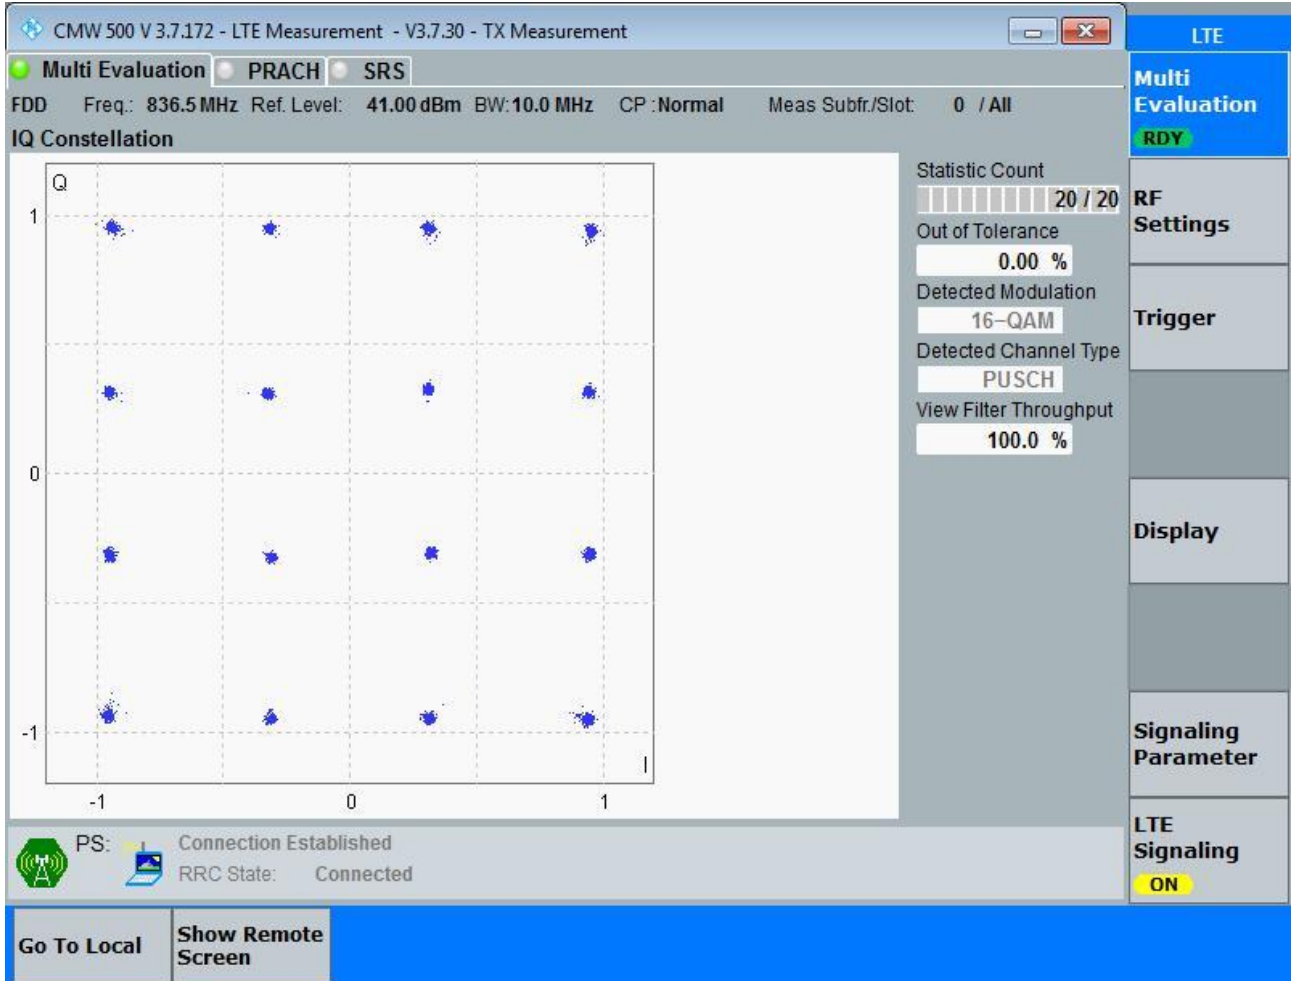 CMW 500 V 3.7.172 - LTE Measurement - V3.7.30 - TX Measurement
LTE
Multi Evaluation PRACH SRS
FDD Freq.: 836.5 MHz Ref. Level: 41.00 dBm BW: 10.0 MHz CP : Normal Meas Subfr./Slot: 0 / All
IQ Constellation
Q
1
0
-1
I
-1 0 1
Statistic Count
20 / 20
Out of Tolerance
0.00 %
Detected Modulation
16-QAM
Detected Channel Type
PUSCH
View Filter Throughput
100.0 %
Multi
Evaluation
RDY
RF
Settings
Trigger
Display
Signaling
Parameter
LTE
Signaling
ON
PS: Connection Established
RRC State: Connected
Go To Local
Show Remote
Screen